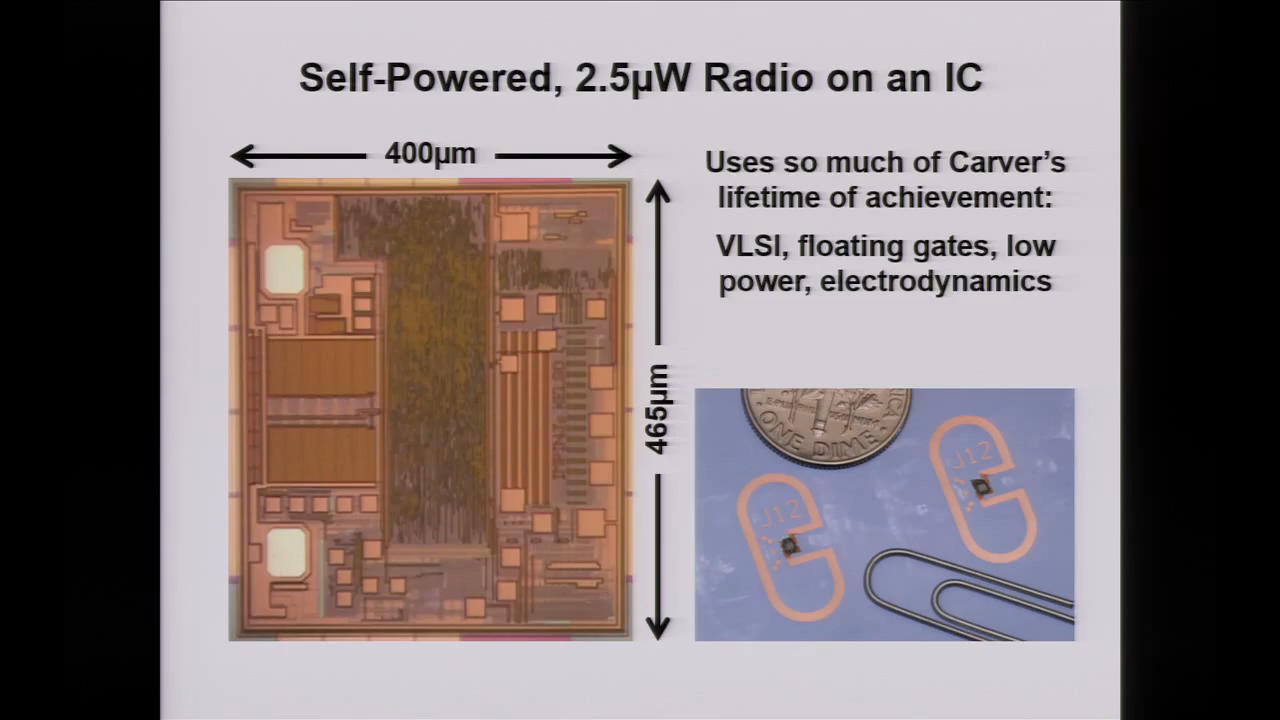 Self-Powered, 2.5µW Radio on an IC
400µm
Uses so much of Carver's
lifetime of achievement:
VLSI, floating gates, low
power, electrodynamics
465µm
ONE DIME
J12
J12